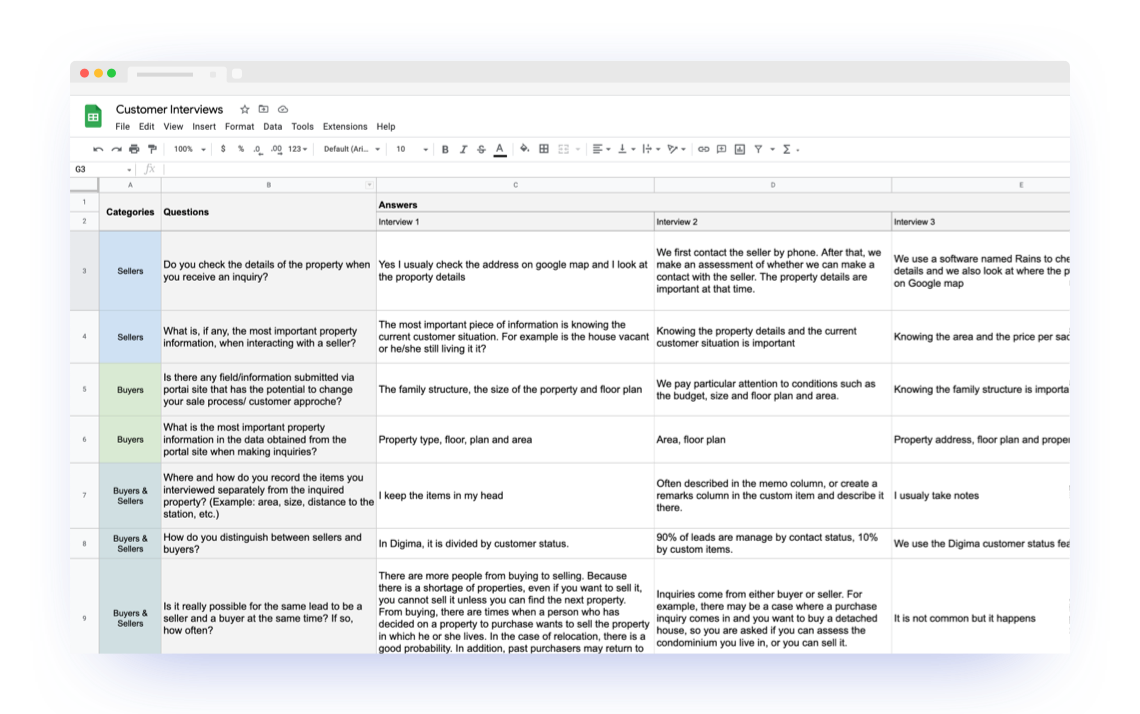 Customer Interviews
File Edit View Insert Format Data Tools Extensions Help
100% $ % .0 .00 123 Default (Ari... 10 B I S A Σ
G3 fx
A B C D E
1 Answers
Categories Questions
2 Interview 1 Interview 2 Interview 3
3
Sellers
Do you check the details of the property when
you receive an inquiry?
Yes I usualy check the address on google map and I look at
the proporty details
We first contact the seller by phone. After that, we
make an assessment of whether we can make a
contact with the seller. The property details are
important at that time.
We use a software named Rains to che
details and we also look at where the p
on Google map
4
Sellers
What is, if any, the most important property
information, when interacting with a seller?
The most important piece of information is knowing the
current customer situation. For example is the house vacant
or he/she still living it it?
Knowing the property details and the current
customer situation is important
Knowing the area and the price per sac
5
Buyers
Is there any field/information submitted via
portai site that has the potential to change
your sale process/ customer approche?
The family structure, the size of the porperty and floor plan
We pay particular attention to conditions such as
the budget, size and floor plan and area.
Knowing the family structure is importa
6
Buyers
What is the most important property
information in the data obtained from the
portal site when making inquiries?
Property type, floor, plan and area
Area, floor plan
Property address, floor plan and proper
7
Buyers &
Sellers
Where and how do you record the items you
interviewed separately from the inquired
property? (Example: area, size, distance to the
station, etc.)
I keep the items in my head
Often described in the memo column, or create a
remarks column in the custom item and describe it
there.
I usualy take notes
8
Buyers &
Sellers
How do you distinguish between sellers and
buyers?
In Digima, it is divided by customer status.
90% of leads are manage by contact status, 10%
by custom items.
We use the Digima customer status fea
9
Buyers &
Sellers
Is it really possible for the same lead to be a
seller and a buyer at the same time? If so,
how often?
There are more people from buying to selling. Because
there is a shortage of properties, even if you want to sell it,
you cannot sell it unless you can find the next property.
From buying, there are times when a person who has
decided on a property to purchase wants to sell the property
in which he or she lives. In the case of relocation, there is a
good probability. In addition, past purchasers may return to
Inquiries come from either buyer or seller. For
example, there may be a case where a purchase
inquiry comes in and you want to buy a detached
house, so you are asked if you can assess the
condominium you live in, or you can sell it.
It is not common but it happens